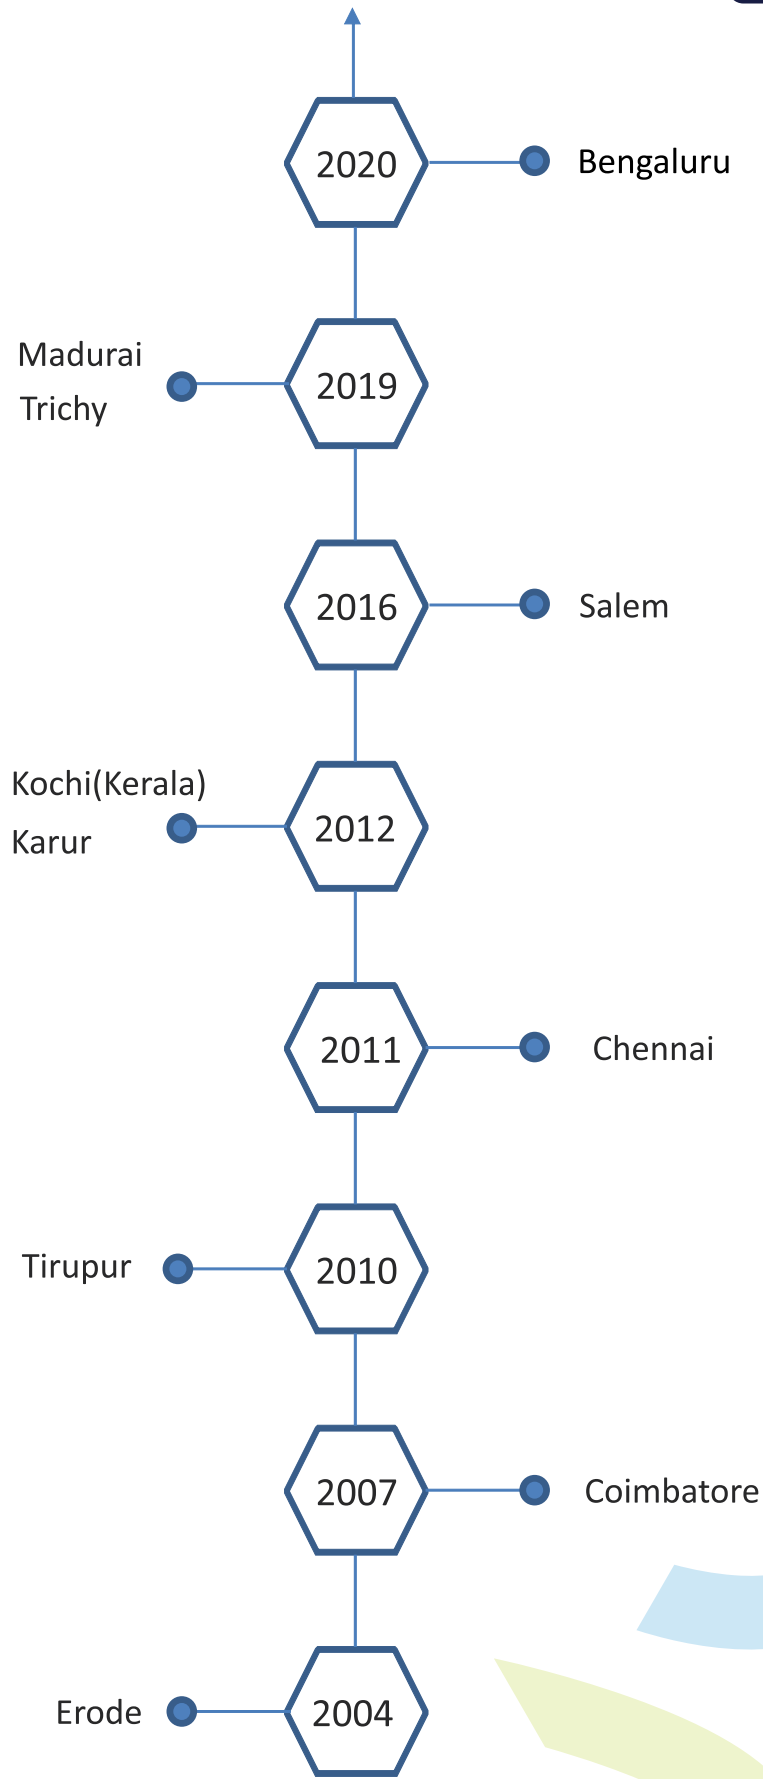 2020
Bengaluru
Madurai
Trichy
2019
2016
Salem
Kochi(Kerala)
Karur
2012
2011
Chennai
Tirupur
2010
2007
Coimbatore
Erode
2004